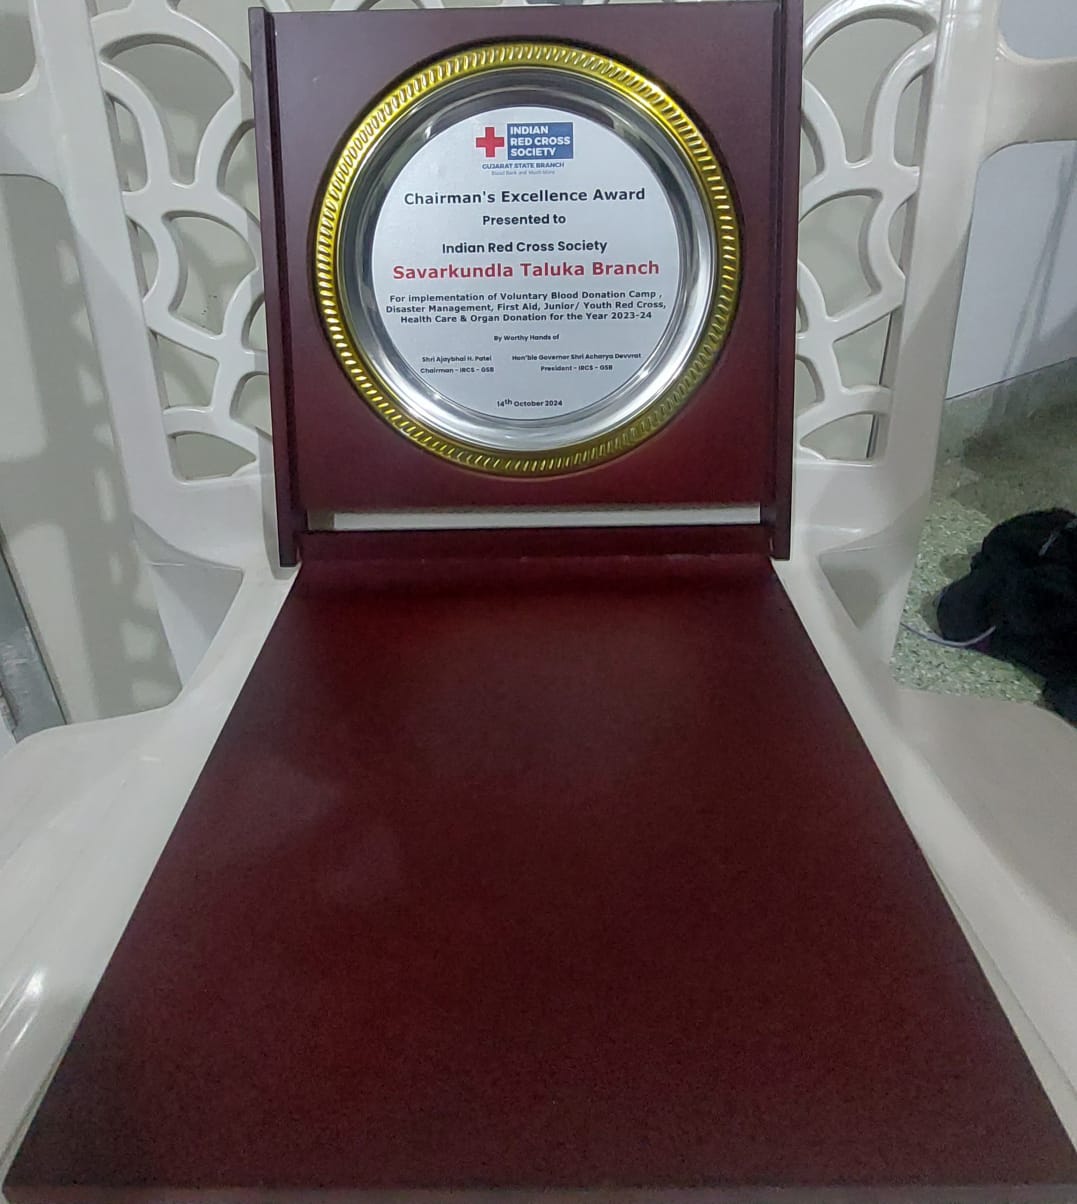 INDIAN
RED CROSS
SOCIETY
GUJARAT STATE BRANCH
Chairman's Excellence Award
Presented to
Indian Red Cross Society
Savarkundla Taluka Branch
For implementation of Voluntary Blood Donation Camp ,
Disaster Management, First Aid, Junior/ Youth Red Cross,
Health Care & Organ Donation for the Year 2023-24
By Worthy Hands of
Shri Ajaybhai H. Patel
Chairman - IRCS - GSB
Hon'ble Governor Shri Acharya Devvrat
President - IRCS - GSB
14th October 2024